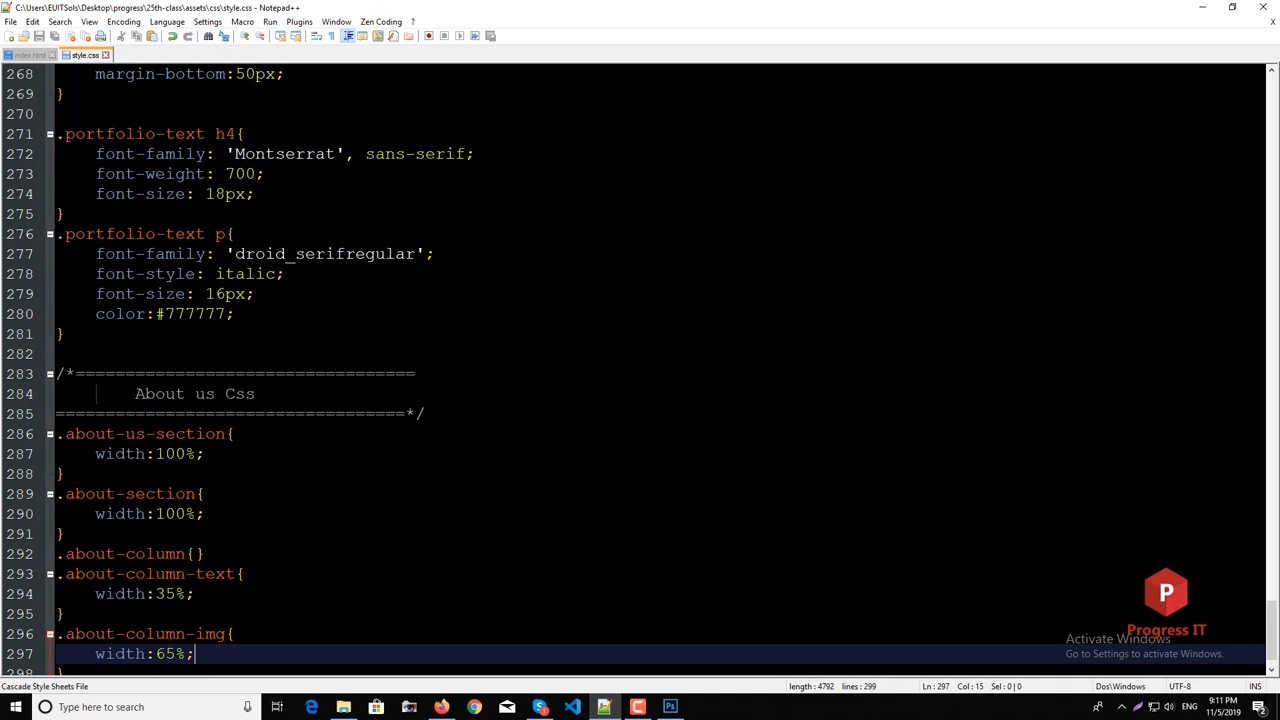 C:\Users\EUITSols\Desktop\progress\25th-class\assets\css\style.css - Notepad++
File Edit Search View Encoding Language Settings Macro Run Plugins Window Zen Coding ? X
index.html style.css
268 margin-bottom:50px;
269 }
270
271 .portfolio-text h4{
272 font-family: 'Montserrat', sans-serif;
273 font-weight: 700;
274 font-size: 18px;
275 }
276 .portfolio-text p{
277 font-family: 'droid_serifregular';
278 font-style: italic;
279 font-size: 16px;
280 color:#777777;
281 }
282
283 /*==================================
284 About us Css
285 ===================================*/
286 .about-us-section{
287 width:100%;
288 }
289 .about-section{
290 width:100%;
291 }
292 .about-column{}
293 .about-column-text{
294 width:35%;
295 }
296 .about-column-img{
297 width:65%;
298 }
P
Progress IT
Activate Windows
Go to Settings to activate Windows.
Cascade Style Sheets File length : 4792 lines : 299 Ln : 297 Col : 15 Sel : 0 | 0 Dos\Windows UTF-8 INS
Type here to search
ENG
9:11 PM
11/5/2019
2